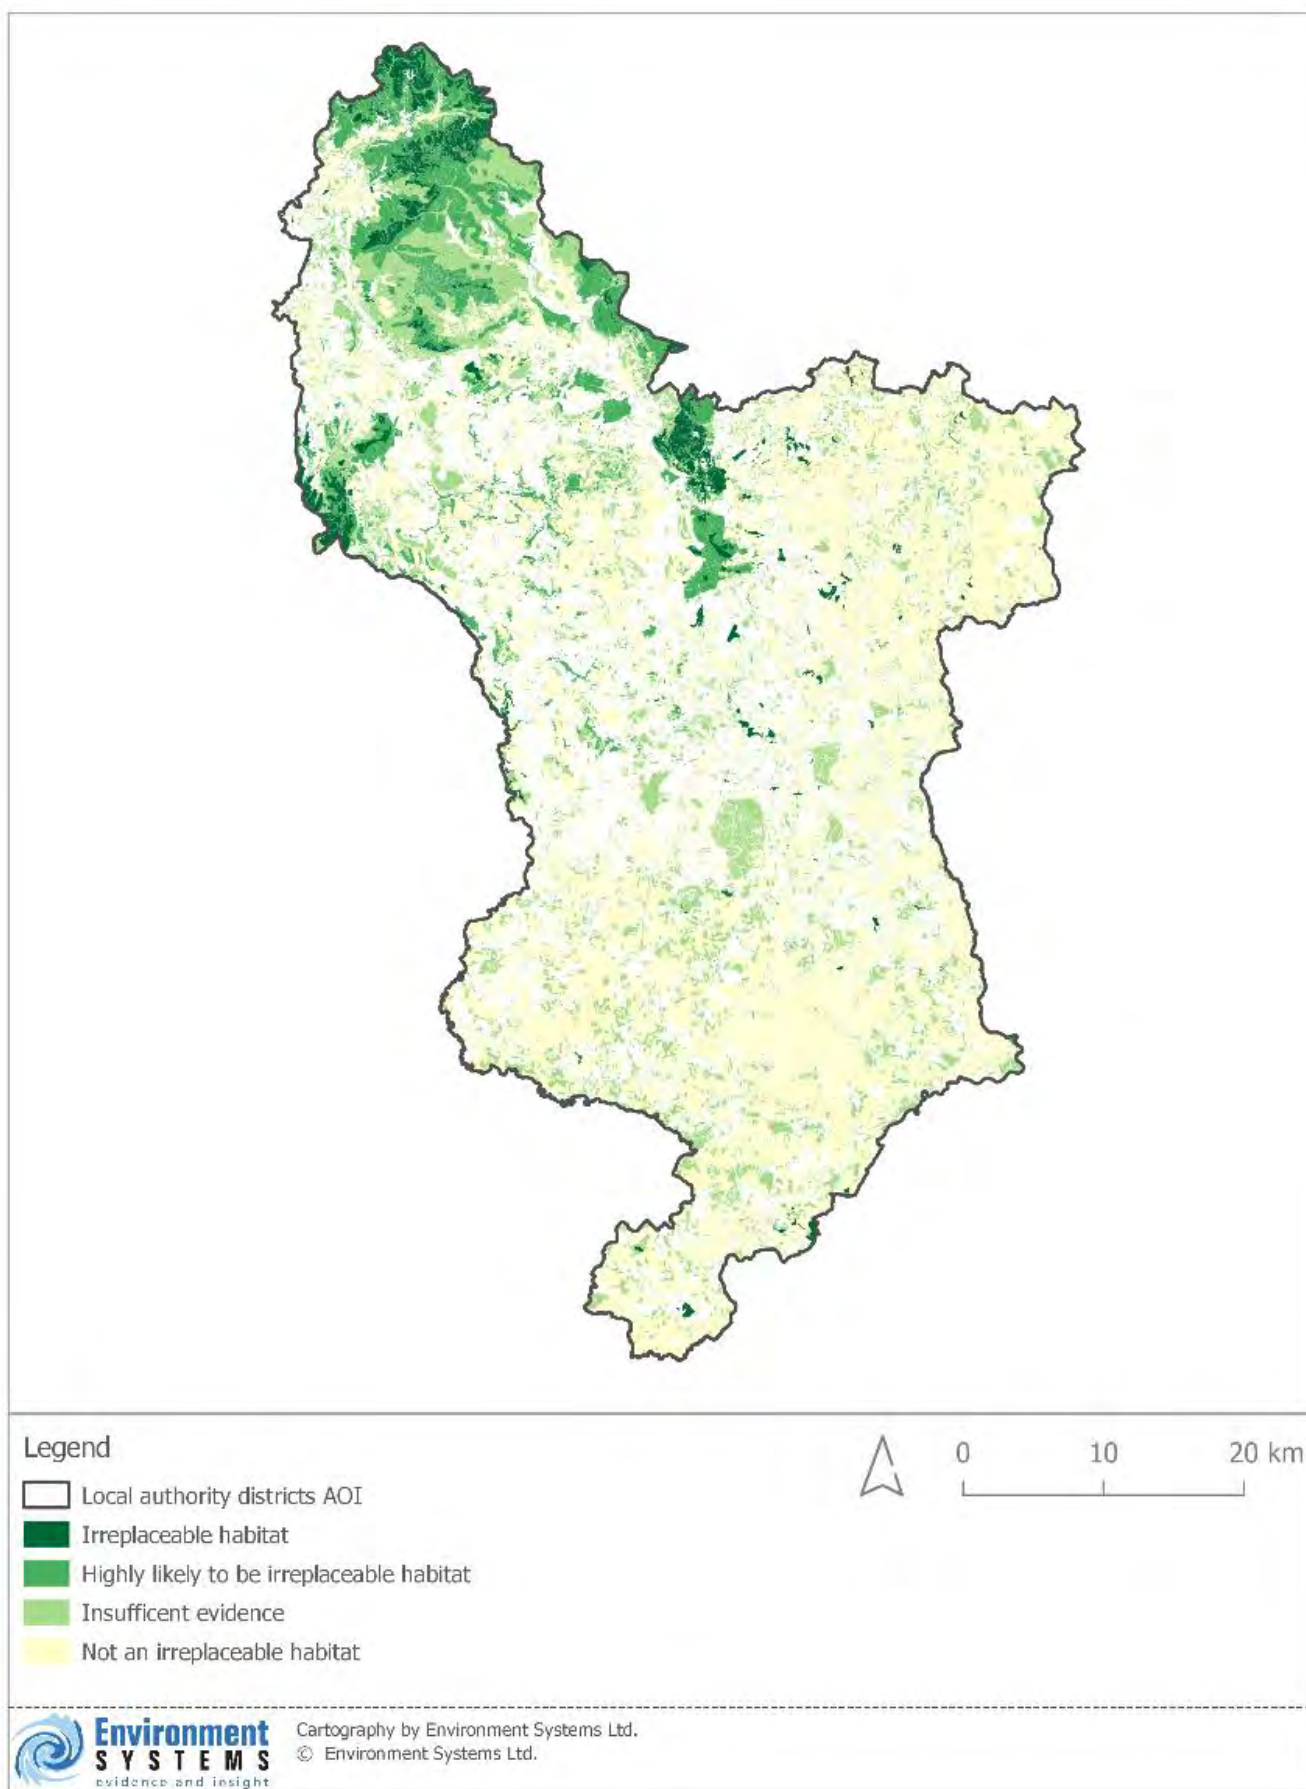 Legend
0 10 20 km
Local authority districts AOI
Irreplaceable habitat
Highly likely to be irreplaceable habitat
Insufficent evidence
Not an irreplaceable habitat
Environment
SYSTEMS
evidence and insight
Cartography by Environment Systems Ltd.
© Environment Systems Ltd.